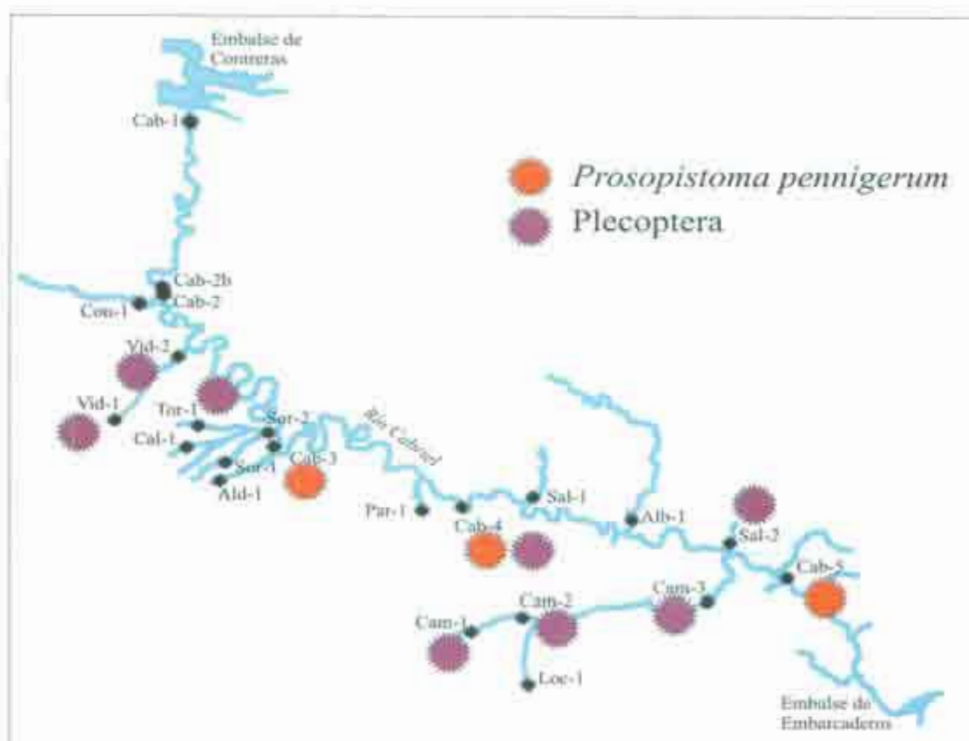 Embalse de
Contreras
Cab-1
Prosopistoma pennigerum
Plecoptera
Cab-2b
Cab-2
Con-1
Vid-2
Vid-1
Tor-1
Sor-2
Cal-1
Cab-3
Sor-1
Ald-1
Río Cabriel
Par-1
Cab-4
Sal-1
Alb-1
Sal-2
Cab-5
Cam-3
Cam-2
Cam-1
Loc-1
Embalse de
Embarcaderos